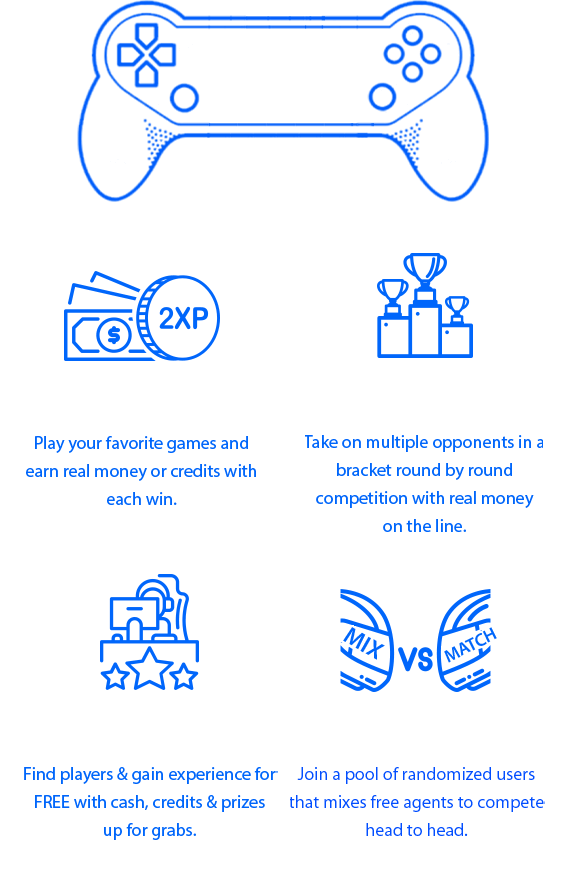 2XP
$
Play your favorite games and
earn real money or credits with
each win.
Take on multiple opponents in a
bracket round by round
competition with real money
on the line.
MIX VS MATCH
Find players & gain experience for
FREE with cash, credits & prizes
up for grabs.
Join a pool of randomized users
that mixes free agents to compete
head to head.